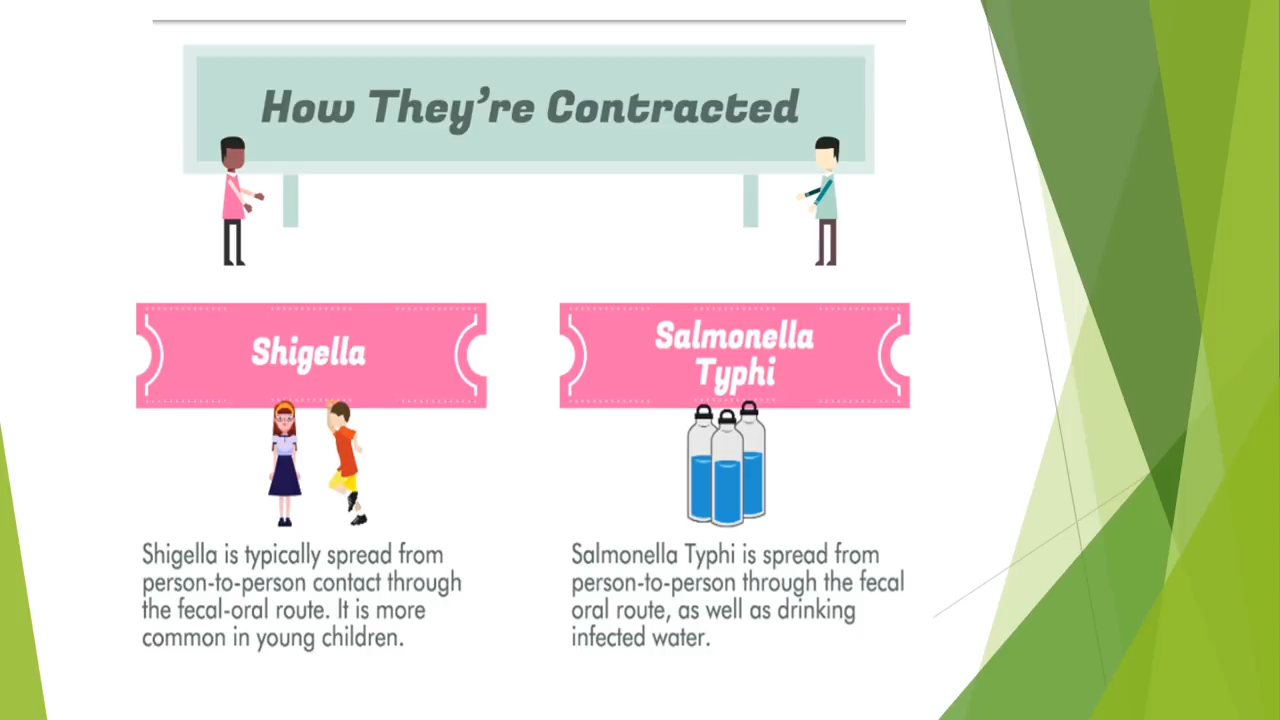 How They're Contracted
Shigella
Salmonella
Typhi
Shigella is typically spread from
person-to-person contact through
the fecal-oral route. It is more
common in young children.
Salmonella Typhi is spread from
person-to-person through the fecal
oral route, as well as drinking
infected water.